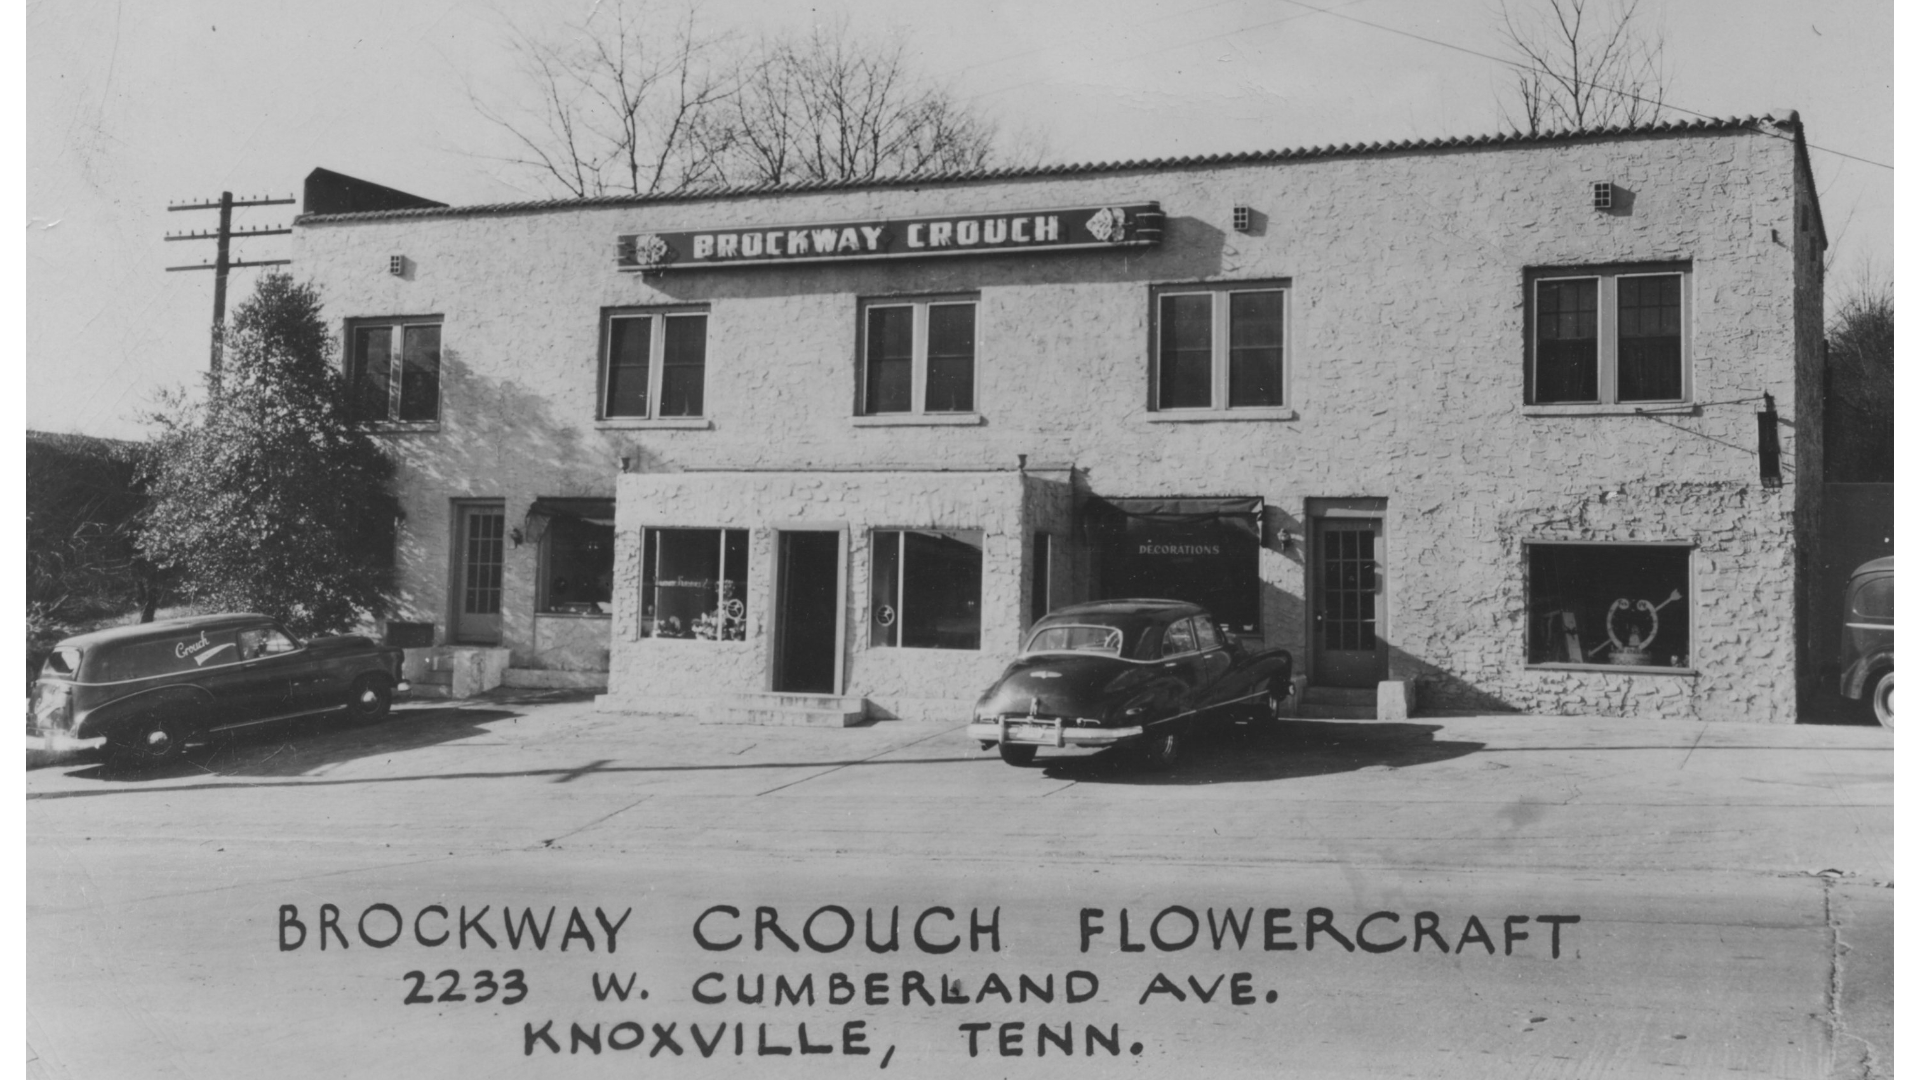 BROCKWAY CROUCH
DECORATIONS
Crouch
BROCKWAY CROUCH FLOWERCRAFT
2233 W. CUMBERLAND AVE.
KNOXVILLE, TENN.